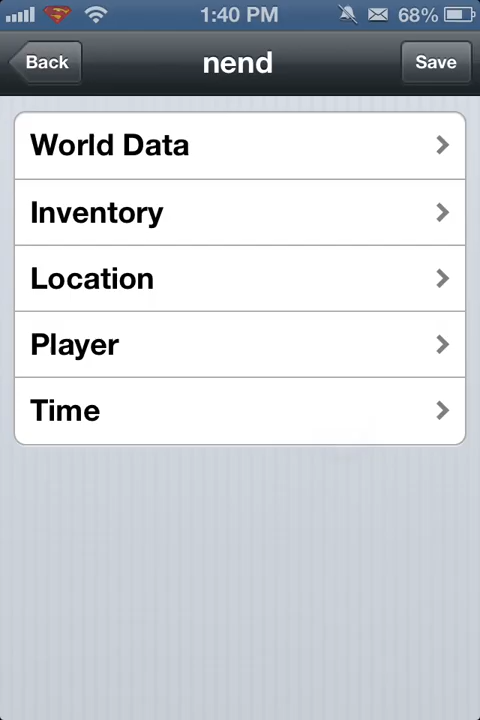 1:40 PM 68%
Back nend Save
World Data
Inventory
Location
Player
Time